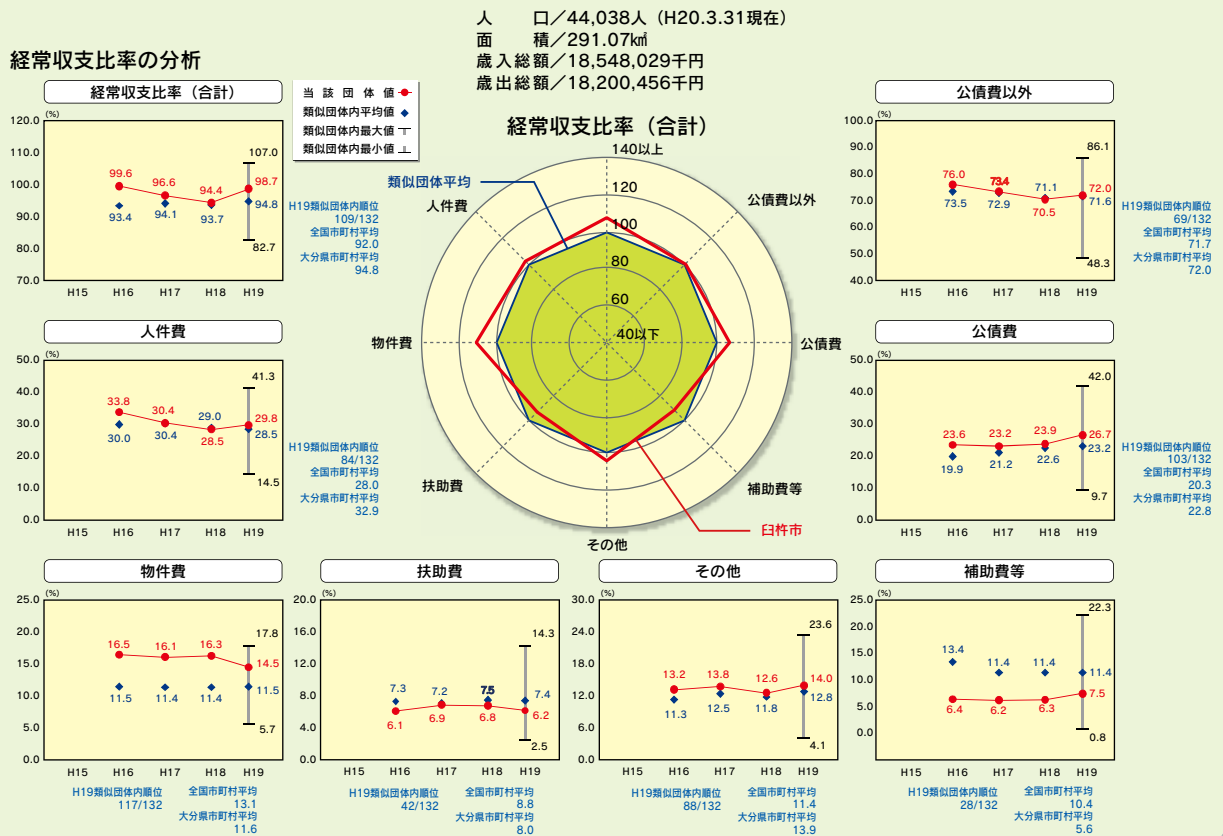 人　　口／44,038人（H20.3.31現在）
面　　積／291.07㎢
歳入総額／18,548,029千円
歳出総額／18,200,456千円
経常収支比率の分析
経常収支比率（合計）
(%)
120.0
110.0
100.0
90.0
80.0
70.0
99.6
96.6
94.4
98.7
93.4
94.1
93.7
94.8
107.0
82.7
H15
H16
H17
H18
H19
H19類似団体内順位
109/132
全国市町村平均
92.0
大分県市町村平均
94.8
当該団体値
類似団体内平均値
類似団体内最大値
類似団体内最小値
経常収支比率（合計）
140以上
120
100
80
60
40以下
類似団体平均
人件費
公債費以外
物件費
公債費
扶助費
補助費等
その他
臼杵市
公債費以外
(%)
100.0
90.0
80.0
70.0
60.0
50.0
40.0
76.0
73.4
70.5
72.0
73.5
72.9
71.1
71.6
86.1
48.3
H15
H16
H17
H18
H19
H19類似団体内順位
69/132
全国市町村平均
71.7
大分県市町村平均
72.0
人件費
(%)
50.0
40.0
30.0
20.0
10.0
0.0
33.8
30.4
28.5
29.8
30.0
30.4
29.0
28.5
41.3
14.5
H15
H16
H17
H18
H19
H19類似団体内順位
84/132
全国市町村平均
28.0
大分県市町村平均
32.9
公債費
(%)
50.0
40.0
30.0
20.0
10.0
0.0
23.6
23.2
23.9
26.7
19.9
21.2
22.6
23.2
42.0
9.7
H15
H16
H17
H18
H19
H19類似団体内順位
103/132
全国市町村平均
20.3
大分県市町村平均
22.8
物件費
(%)
25.0
20.0
15.0
10.0
5.0
0.0
16.5
16.1
16.3
14.5
11.5
11.4
11.4
11.5
17.8
5.7
H15
H16
H17
H18
H19
H19類似団体内順位
117/132
全国市町村平均
13.1
大分県市町村平均
11.6
扶助費
(%)
20.0
16.0
12.0
8.0
4.0
0.0
7.3
7.2
7.5
7.4
6.1
6.9
6.8
6.2
14.3
2.5
H15
H16
H17
H18
H19
H19類似団体内順位
42/132
全国市町村平均
8.8
大分県市町村平均
8.0
その他
(%)
30.0
24.0
18.0
12.0
6.0
0.0
13.2
13.8
12.6
14.0
11.3
12.5
11.8
12.8
23.6
4.1
H15
H16
H17
H18
H19
H19類似団体内順位
88/132
全国市町村平均
11.4
大分県市町村平均
13.9
補助費等
(%)
25.0
20.0
15.0
10.0
5.0
0.0
13.4
11.4
11.4
11.4
6.4
6.2
6.3
7.5
22.3
0.8
H15
H16
H17
H18
H19
H19類似団体内順位
28/132
全国市町村平均
10.4
大分県市町村平均
5.6